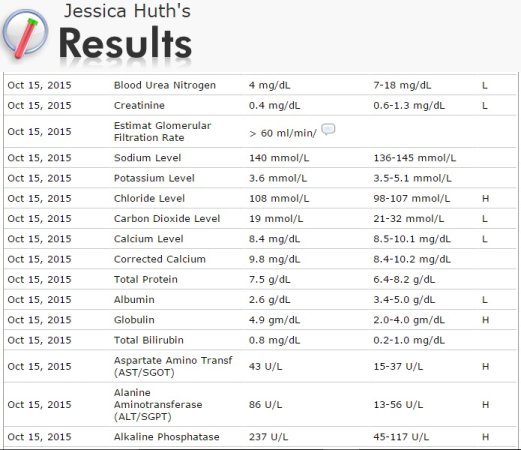 Jessica Huth's
Results
Oct 15, 2015 Blood Urea Nitrogen 4 mg/dL 7-18 mg/dL L
Oct 15, 2015 Creatinine 0.4 mg/dL 0.6-1.3 mg/dL L
Oct 15, 2015 Estimat Glomerular
Filtration Rate > 60 ml/min/
Oct 15, 2015 Sodium Level 140 mmol/L 136-145 mmol/L
Oct 15, 2015 Potassium Level 3.6 mmol/L 3.5-5.1 mmol/L
Oct 15, 2015 Chloride Level 108 mmol/L 98-107 mmol/L H
Oct 15, 2015 Carbon Dioxide Level 19 mmol/L 21-32 mmol/L L
Oct 15, 2015 Calcium Level 8.4 mg/dL 8.5-10.1 mg/dL L
Oct 15, 2015 Corrected Calcium 9.8 mg/dL 8.4-10.2 mg/dL
Oct 15, 2015 Total Protein 7.5 g/dL 6.4-8.2 g/dL
Oct 15, 2015 Albumin 2.6 g/dL 3.4-5.0 g/dL L
Oct 15, 2015 Globulin 4.9 gm/dL 2.0-4.0 gm/dL H
Oct 15, 2015 Total Bilirubin 0.8 mg/dL 0.2-1.0 mg/dL
Oct 15, 2015 Aspartate Amino Transf
(AST/SGOT) 43 U/L 15-37 U/L H
Oct 15, 2015 Alanine
Aminotransferase
(ALT/SGPT) 86 U/L 13-56 U/L H
Oct 15, 2015 Alkaline Phosphatase 237 U/L 45-117 U/L H